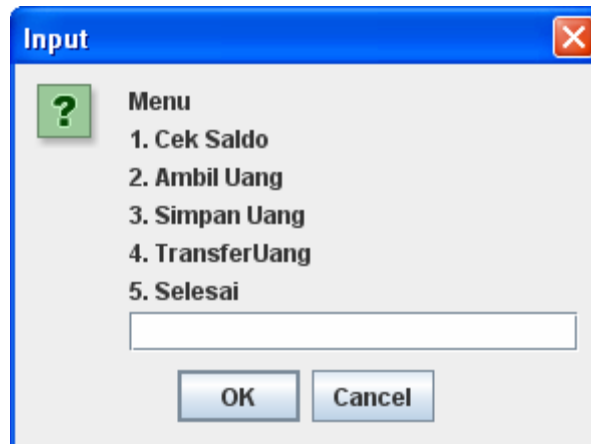 Input
Menu
1. Cek Saldo
2. Ambil Uang
3. Simpan Uang
4. TransferUang
5. Selesai
OK Cancel